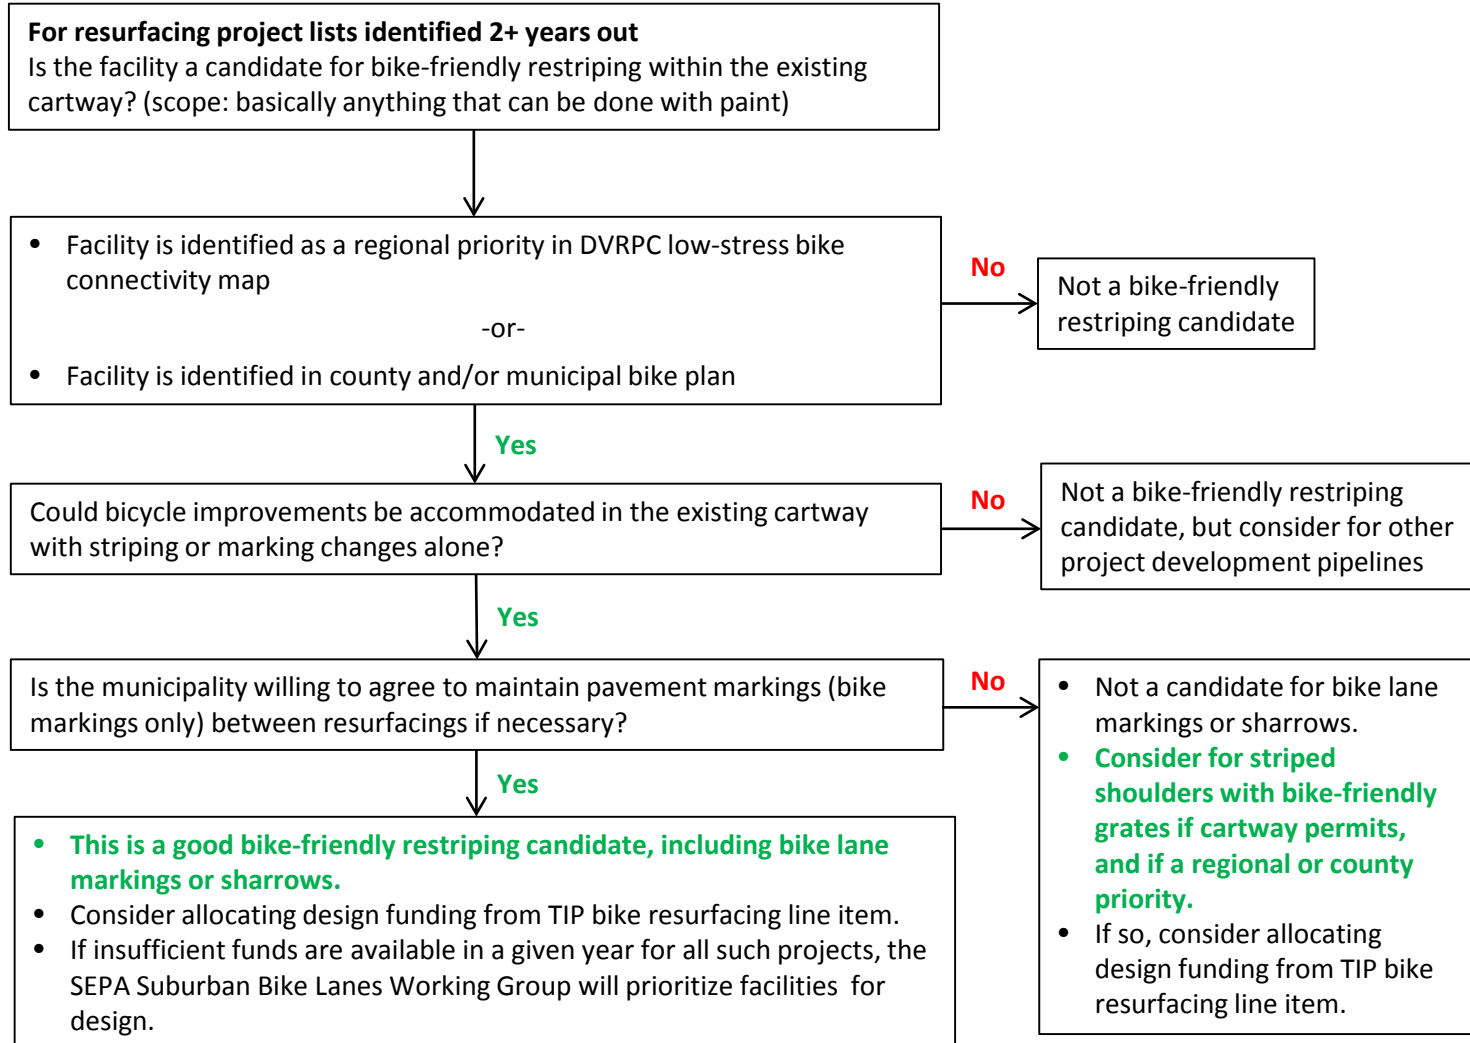 For resurfacing project lists identified 2+ years out
Is the facility a candidate for bike-friendly restriping within the existing
cartway? (scope: basically anything that can be done with paint)
• Facility is identified as a regional priority in DVRPC low-stress bike
connectivity map
-or-
• Facility is identified in county and/or municipal bike plan
No
Not a bike-friendly
restriping candidate
Yes
Could bicycle improvements be accommodated in the existing cartway
with striping or marking changes alone?
No
Not a bike-friendly restriping
candidate, but consider for other
project development pipelines
Yes
Is the municipality willing to agree to maintain pavement markings (bike
markings only) between resurfacings if necessary?
No
• Not a candidate for bike lane
markings or sharrows.
• Consider for striped
shoulders with bike-friendly
grates if cartway permits,
and if a regional or county
priority.
• If so, consider allocating
design funding from TIP bike
resurfacing line item.
Yes
• This is a good bike-friendly restriping candidate, including bike lane
markings or sharrows.
• Consider allocating design funding from TIP bike resurfacing line item.
• If insufficient funds are available in a given year for all such projects, the
SEPA Suburban Bike Lanes Working Group will prioritize facilities for
design.